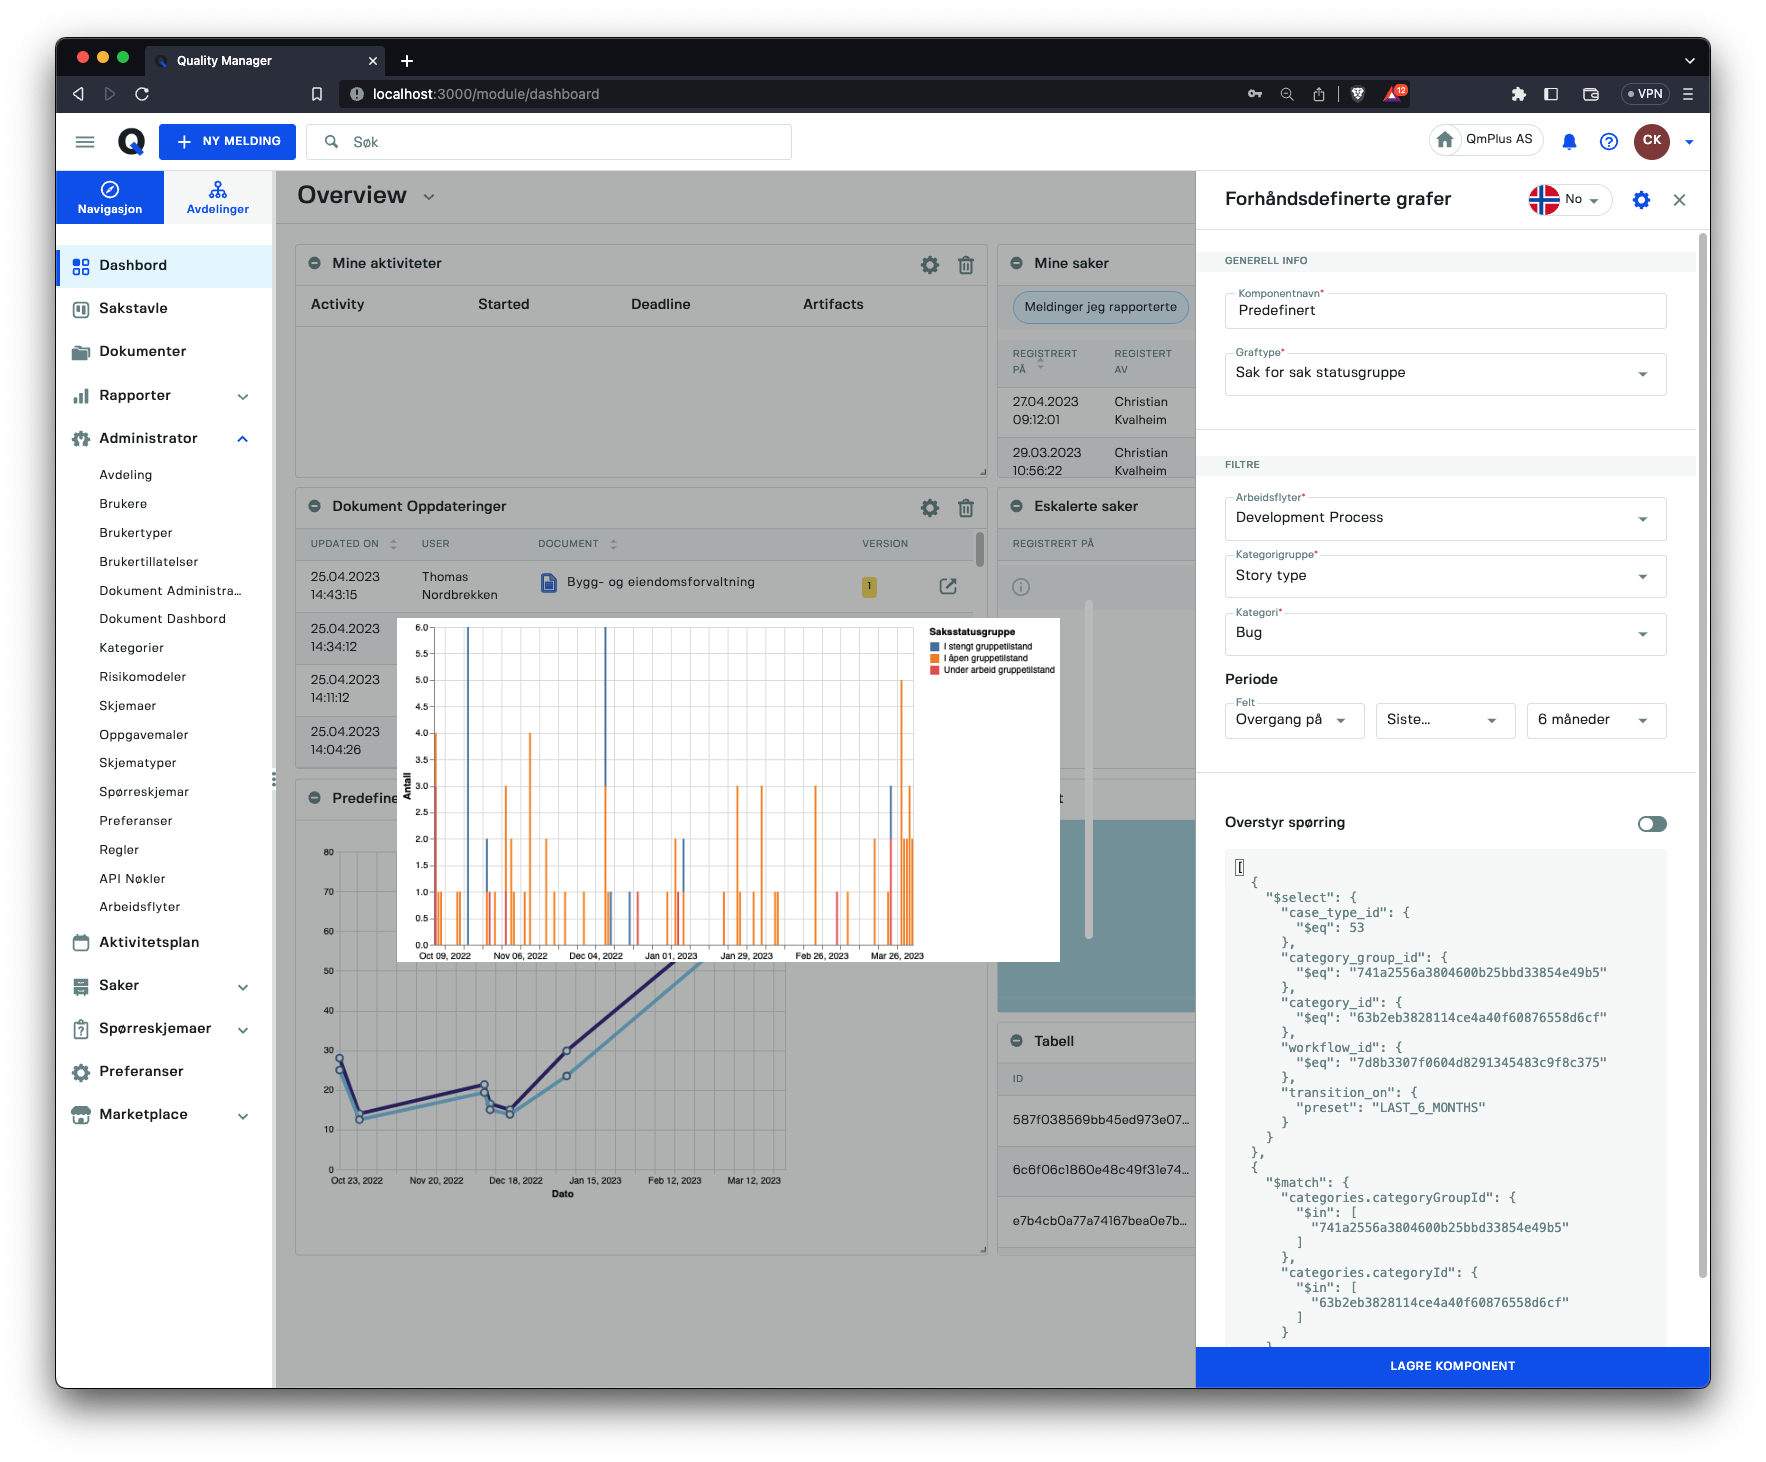 Quality Manager
localhost:3000/module/dashboard
12
VPN
NY MELDING
Søk
QmPlus AS
CK
Navigasjon
Avdelinger
Dashbord
Sakstavle
Dokumenter
Rapporter
Administrator
Avdeling
Brukere
Brukertyper
Brukertillatelser
Dokument Administra...
Dokument Dashbord
Kategorier
Risikomodeler
Skjemaer
Oppgavemaler
Skjematyper
Spørreskjemar
Preferanser
Regler
API Nøkler
Arbeidsflyter
Aktivitetsplan
Saker
Spørreskjemaer
Preferanser
Marketplace
Overview
Mine aktiviteter
Activity Started Deadline Artifacts
Mine saker
Meldinger jeg rapporterte
REGISTRERT PÅ
REGISTERT AV
27.04.2023 09:12:01
Christian Kvalheim
29.03.2023 10:56:22
Christian Kvalheim
Dokument Oppdateringer
UPDATED ON USER DOCUMENT VERSION
25.04.2023 14:43:15
Thomas Nordbrekken
Bygg- og eiendomsforvaltning
1
25.04.2023 14:34:12
25.04.2023 14:11:12
25.04.2023 14:04:26
Eskalerte saker
REGISTRERT PÅ
6.0
5.5
5.0
4.5
4.0
3.5
3.0
2.5
2.0
1.5
1.0
0.5
0.0
Antall
Oct 09, 2022 Nov 06, 2022 Dec 04, 2022 Jan 01, 2023 Jan 29, 2023 Feb 26, 2023 Mar 26, 2023
Saksstatusgruppe
I stengt gruppetilstand
I åpen gruppetilstand
Under arbeid gruppetilstand
Predefine
t
80
70
60
50
40
30
20
10
0
Oct 23, 2022 Nov 20, 2022 Dec 18, 2022 Jan 15, 2023 Feb 12, 2023 Mar 12, 2023
Dato
Tabell
ID
587f038569bb45ed973e07...
6c6f06c1860e48c49f31e74...
e7b4cb0a77a74167bea0e7b...
Forhåndsdefinerte grafer
No
GENERELL INFO
Komponentnavn*
Predefinert
Graftype*
Sak for sak statusgruppe
FILTRE
Arbeidsflyter*
Development Process
Kategorigruppe*
Story type
Kategori*
Bug
Periode
Felt
Overgang på
Siste...
6 måneder
Overstyr spørring
[
{
"$select": {
"case_type_id": {
"$eq": 53
},
"category_group_id": {
"$eq": "741a2556a3804600b25bbd33854e49b5"
},
"category_id": {
"$eq": "63b2eb3828114ce4a40f60876558d6cf"
},
"workflow_id": {
"$eq": "7d8b3307f0604d8291345483c9f8c375"
},
"transition_on": {
"preset": "LAST_6_MONTHS"
}
}
},
{
"$match": {
"categories.categoryGroupId": {
"$in": [
"741a2556a3804600b25bbd33854e49b5"
]
},
"categories.categoryId": {
"$in": [
"63b2eb3828114ce4a40f60876558d6cf"
]
}
LAGRE KOMPONENT